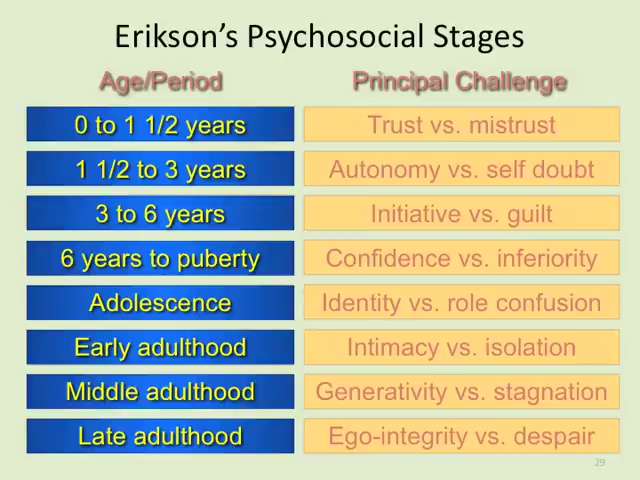 Erikson's Psychosocial Stages
Age/Period Principal Challenge
0 to 1 1/2 years Trust vs. mistrust
1 1/2 to 3 years Autonomy vs. self doubt
3 to 6 years Initiative vs. guilt
6 years to puberty Confidence vs. inferiority
Adolescence Identity vs. role confusion
Early adulthood Intimacy vs. isolation
Middle adulthood Generativity vs. stagnation
Late adulthood Ego-integrity vs. despair
29